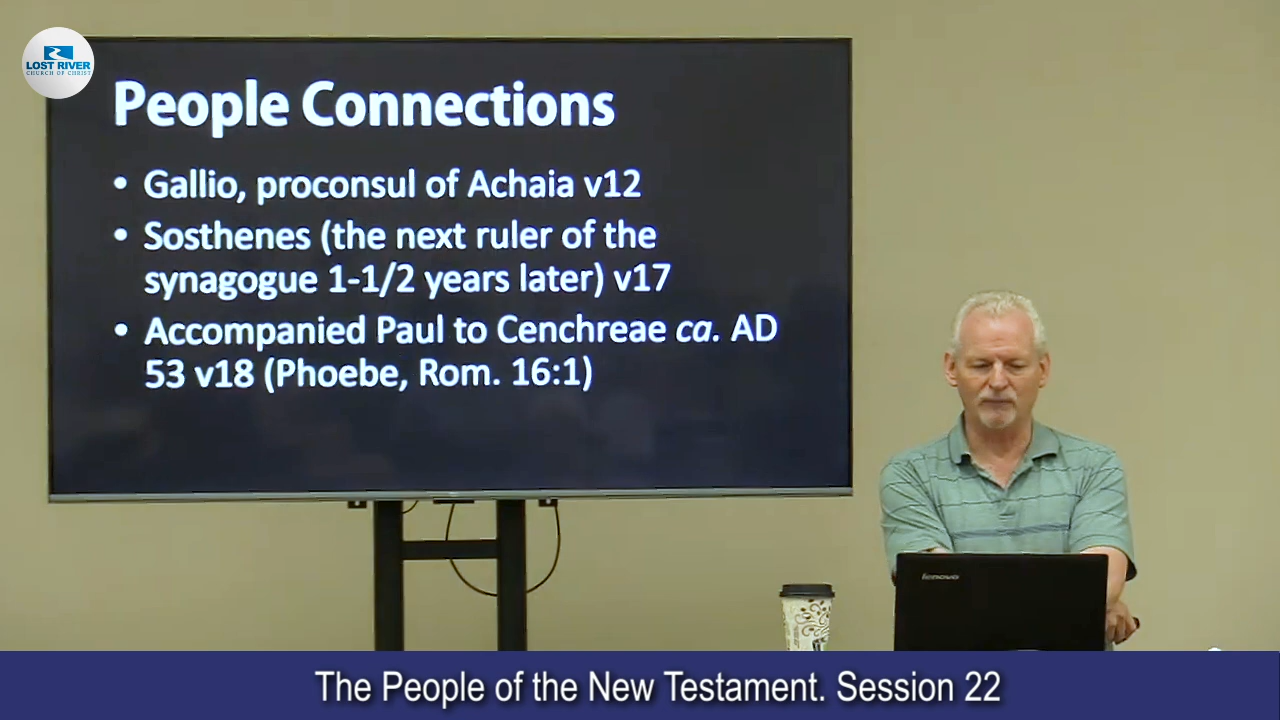 LOST RIVER
CHURCH OF CHRIST
People Connections
• Gallio, proconsul of Achaia v12
• Sosthenes (the next ruler of the
synagogue 1-1/2 years later) v17
• Accompanied Paul to Cenchreae ca. AD
53 v18 (Phoebe, Rom. 16:1)
lenovo
The People of the New Testament. Session 22